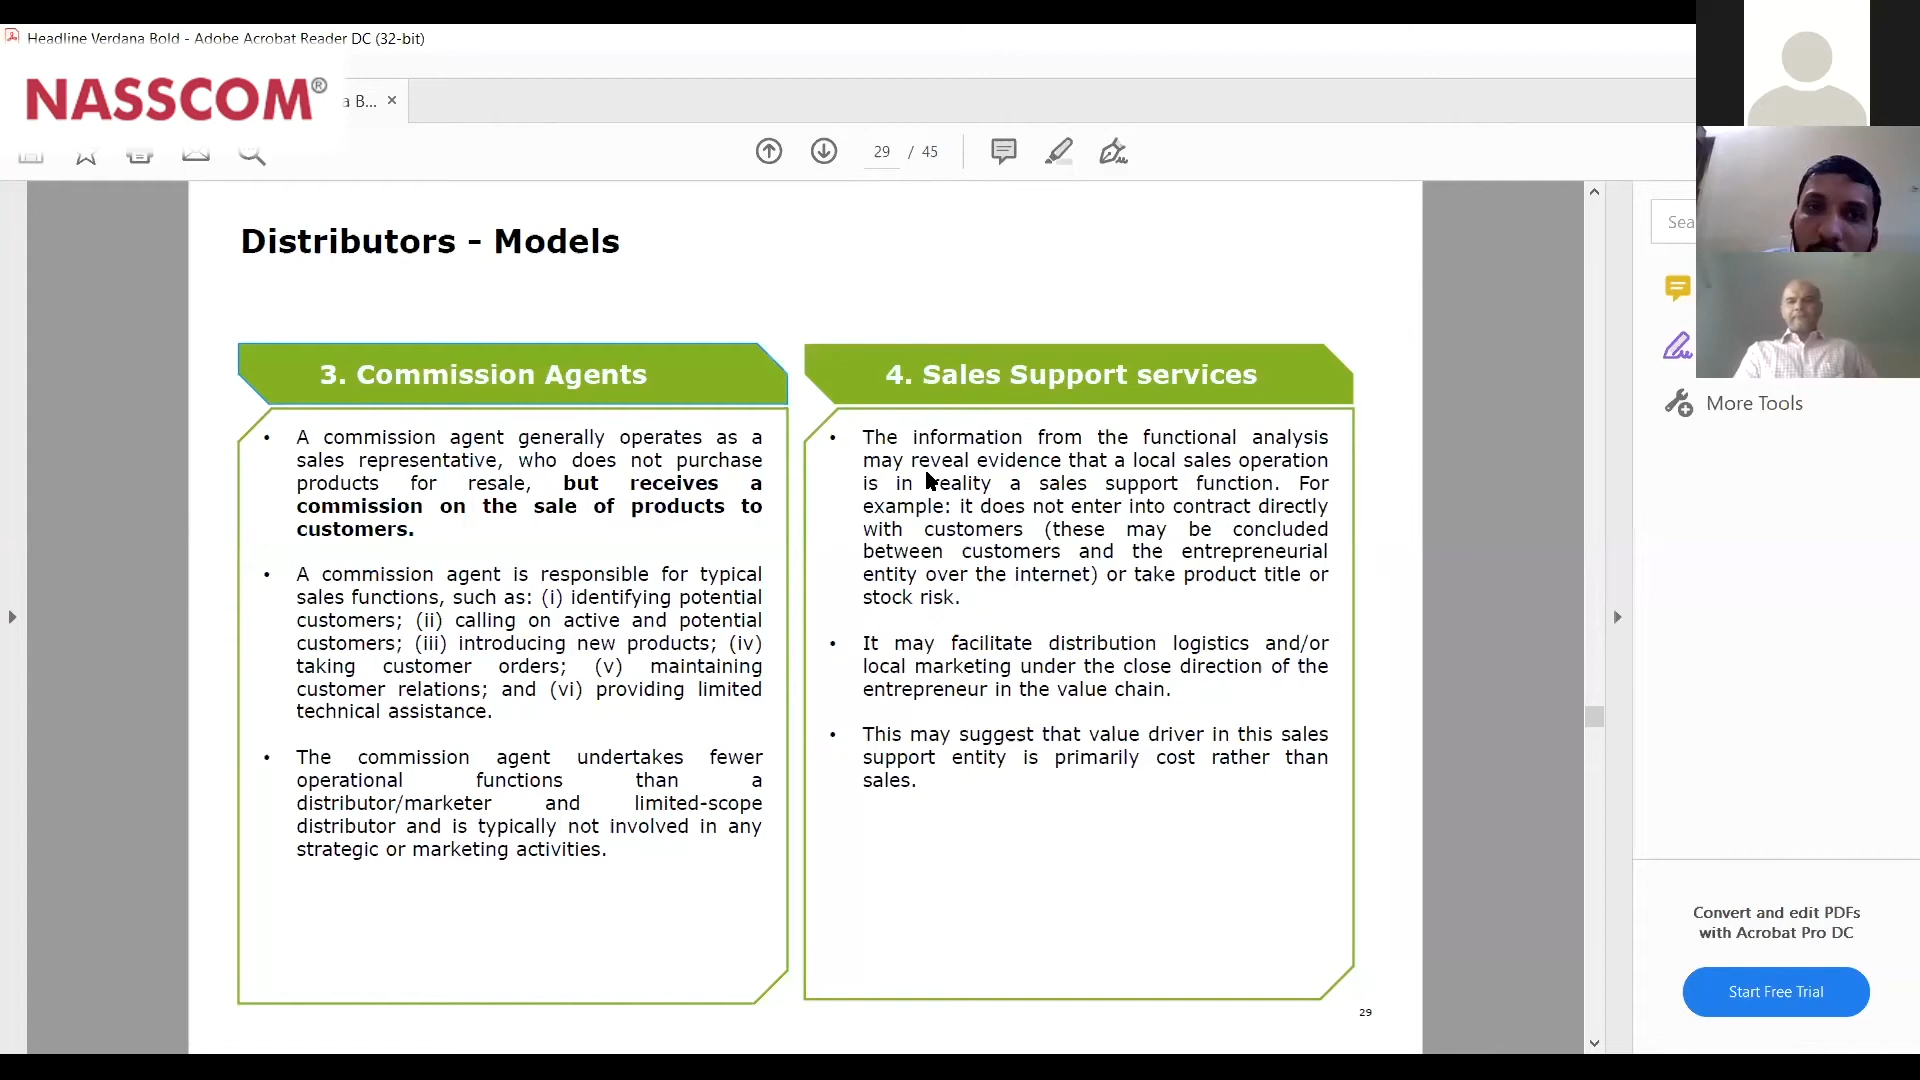 Headline Verdana Bold - Adobe Acrobat Reader DC (32-bit)
NASSCOM®
a B... ×
29 / 45
Distributors - Models
3. Commission Agents
• A commission agent generally operates as a
sales representative, who does not purchase
products for resale, but receives a
commission on the sale of products to
customers.
• A commission agent is responsible for typical
sales functions, such as: (i) identifying potential
customers; (ii) calling on active and potential
customers; (iii) introducing new products; (iv)
taking customer orders; (v) maintaining
customer relations; and (vi) providing limited
technical assistance.
• The commission agent undertakes fewer
operational functions than a
distributor/marketer and limited-scope
distributor and is typically not involved in any
strategic or marketing activities.
4. Sales Support services
• The information from the functional analysis
may reveal evidence that a local sales operation
is in reality a sales support function. For
example: it does not enter into contract directly
with customers (these may be concluded
between customers and the entrepreneurial
entity over the internet) or take product title or
stock risk.
• It may facilitate distribution logistics and/or
local marketing under the close direction of the
entrepreneur in the value chain.
• This may suggest that value driver in this sales
support entity is primarily cost rather than
sales.
29
Sea
More Tools
Convert and edit PDFs
with Acrobat Pro DC
Start Free Trial